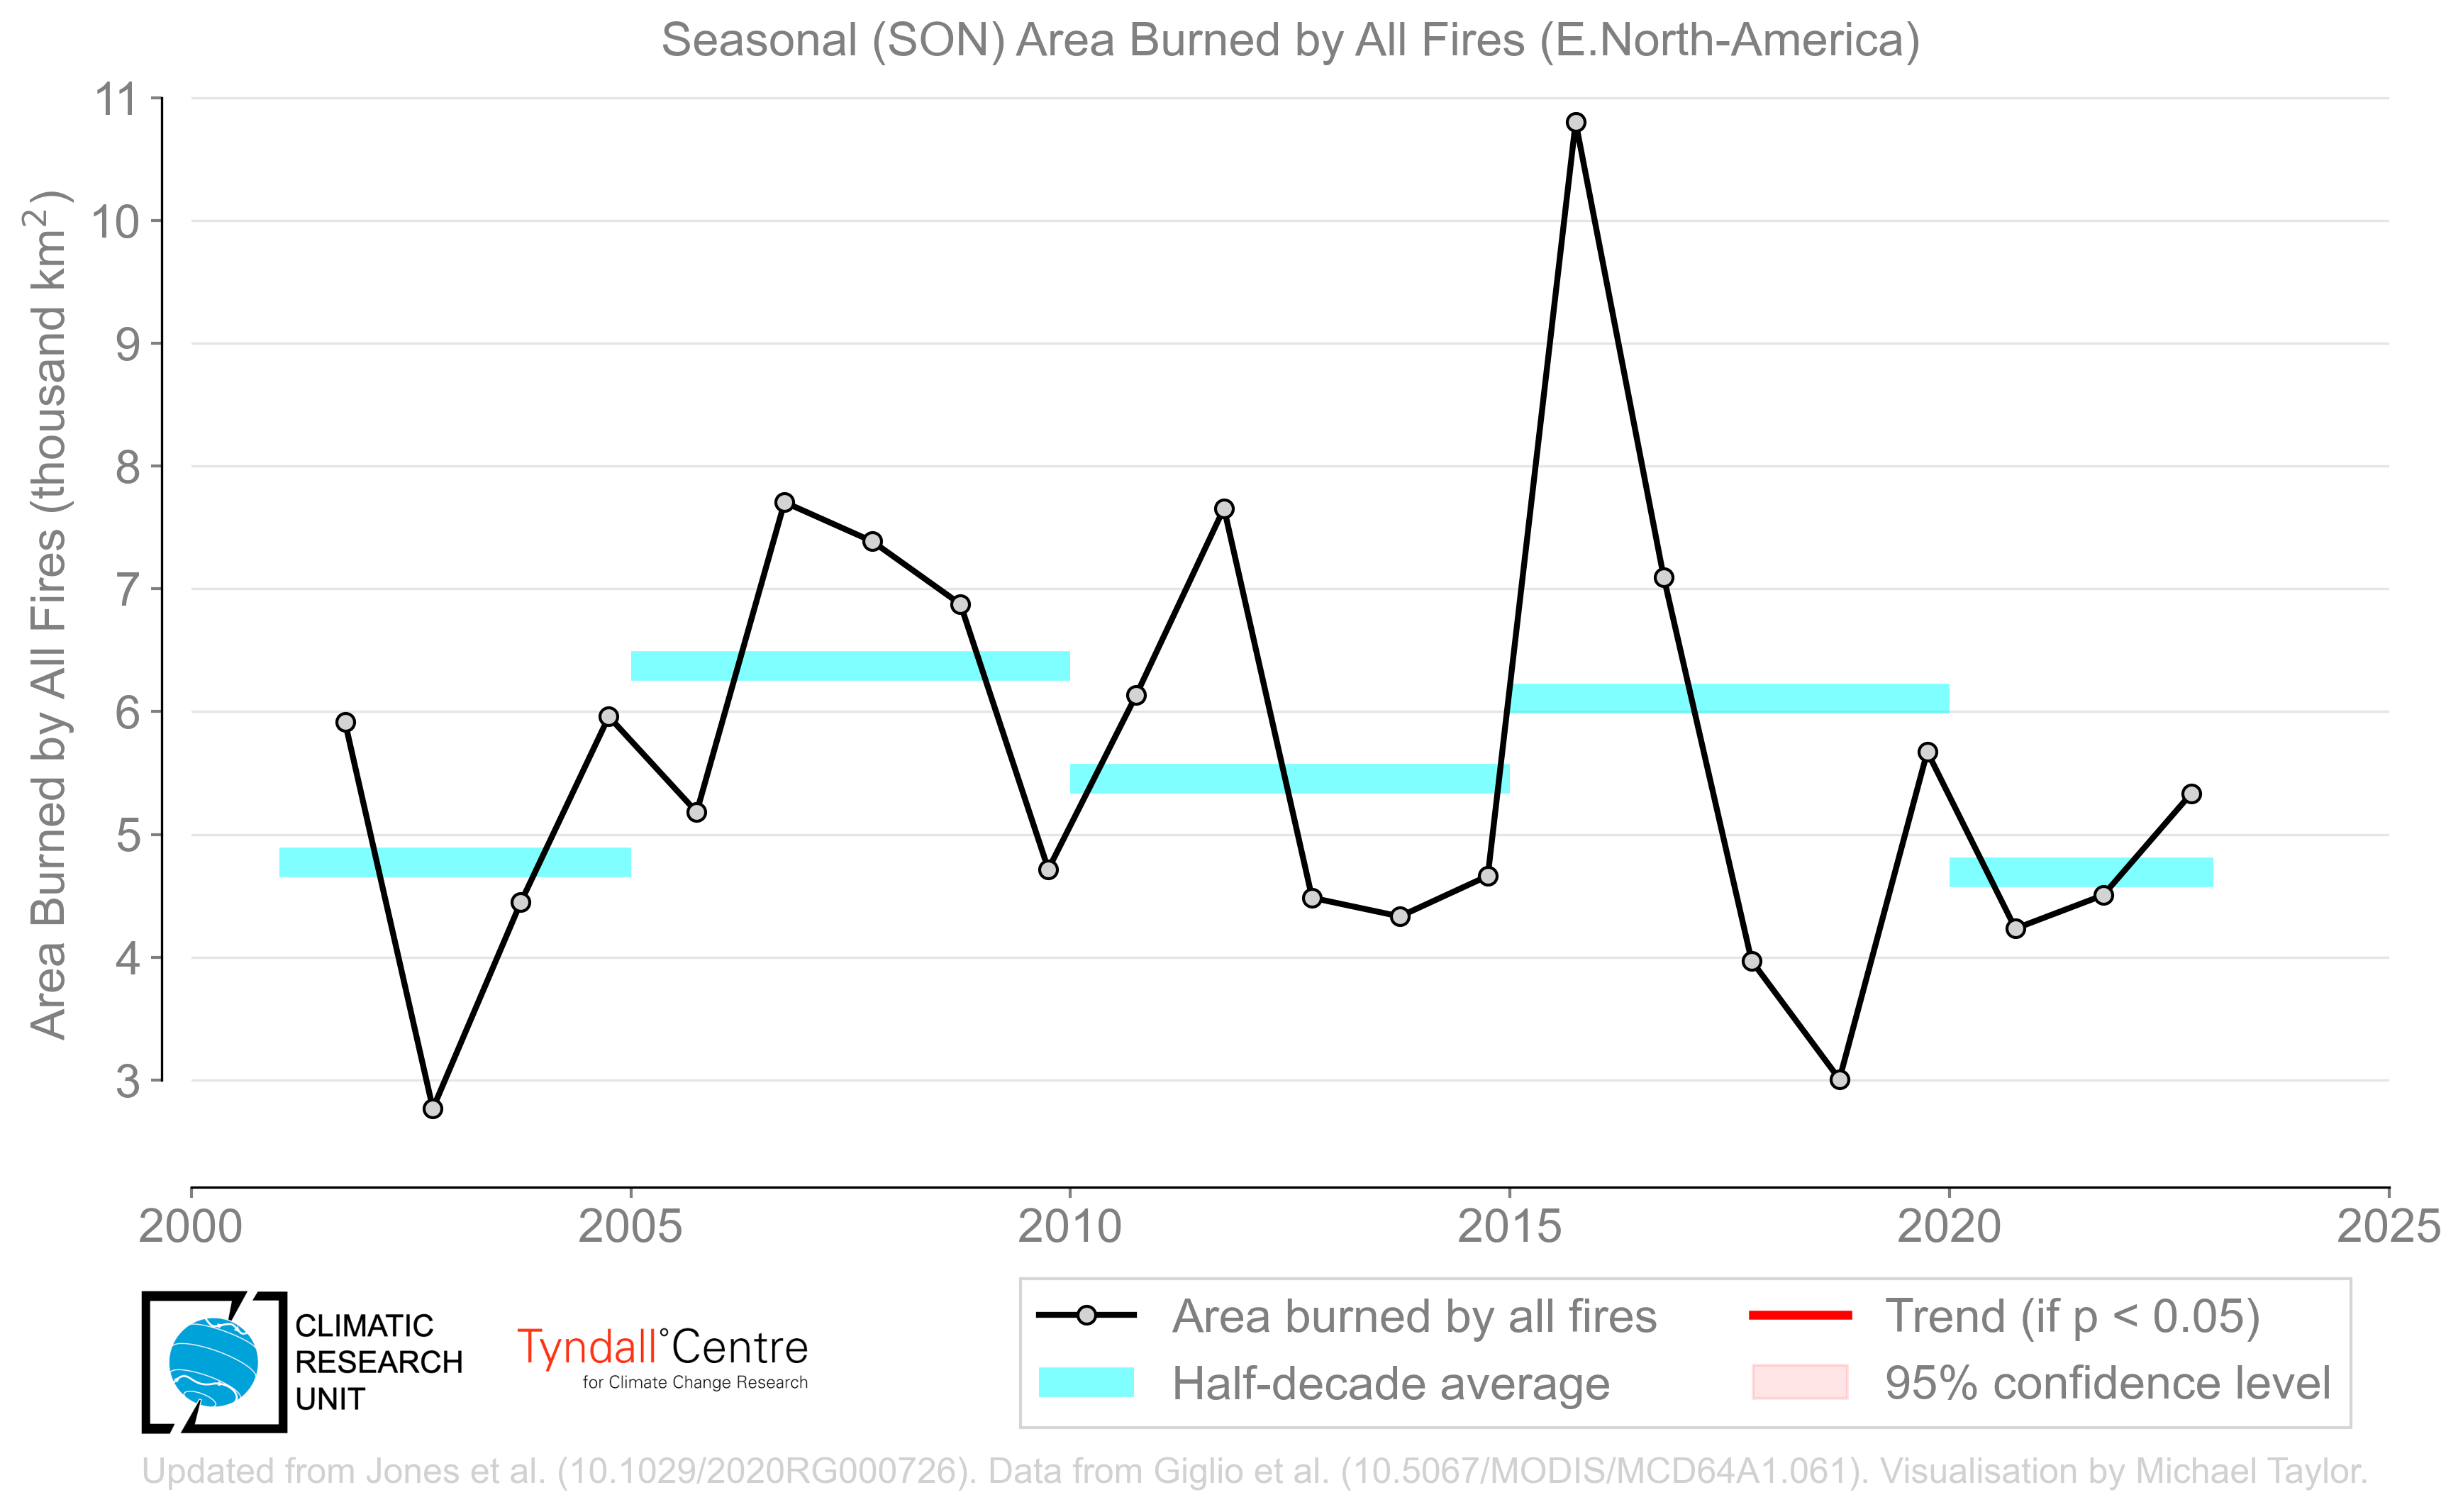 Seasonal (SON) Area Burned by All Fires (E.North-America)
Area Burned by All Fires (thousand km²)
11
10
9
8
7
6
5
4
3
2000 2005 2010 2015 2020 2025
CLIMATIC
RESEARCH
UNIT
Tyndall°Centre
for Climate Change Research
Area burned by all fires
Half-decade average
Trend (if p < 0.05)
95% confidence level
Updated from Jones et al. (10.1029/2020RG000726). Data from Giglio et al. (10.5067/MODIS/MCD64A1.061). Visualisation by Michael Taylor.